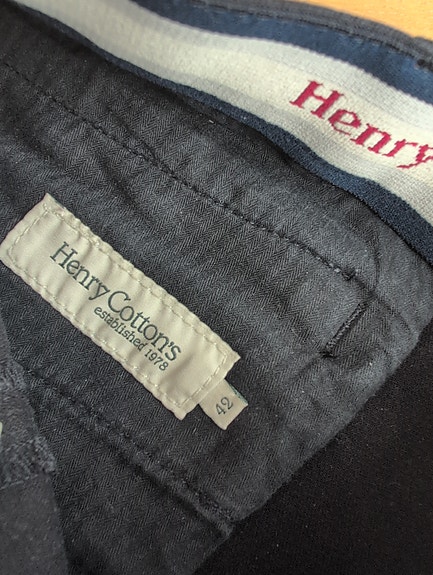 Henry
Henry Cotton's
established 1978
42